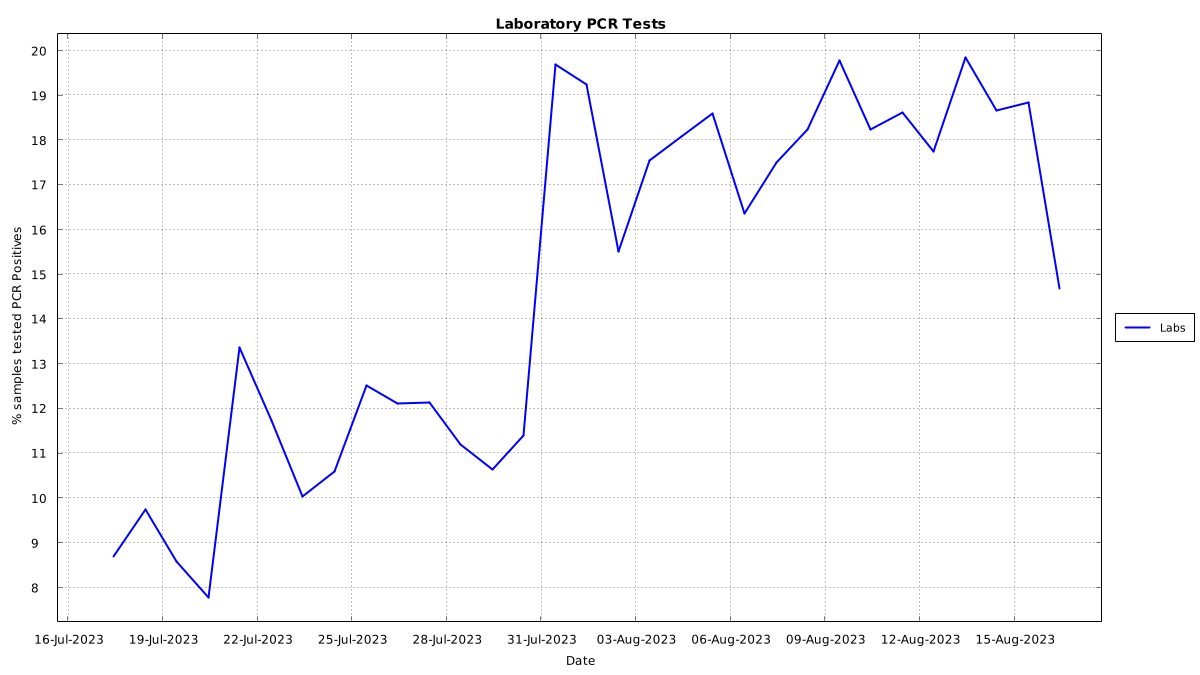 Laboratory PCR Tests
% samples tested PCR Positives
20
19
18
17
16
15
14
13
12
11
10
9
8
16-Jul-2023 19-Jul-2023 22-Jul-2023 25-Jul-2023 28-Jul-2023 31-Jul-2023 03-Aug-2023 06-Aug-2023 09-Aug-2023 12-Aug-2023 15-Aug-2023
Date
Labs